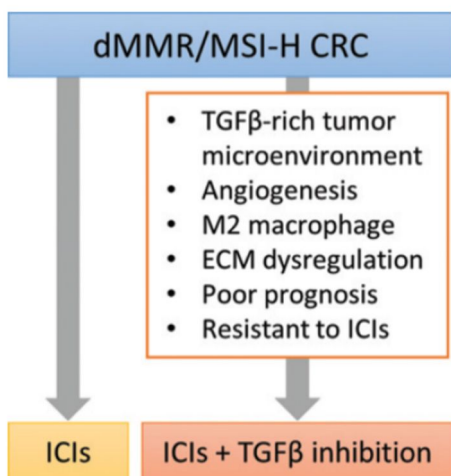 dMMR/MSI-H CRC
• TGFβ-rich tumor
microenvironment
• Angiogenesis
• M2 macrophage
• ECM dysregulation
• Poor prognosis
• Resistant to ICIs
ICIs
ICIs + TGFβ inhibition